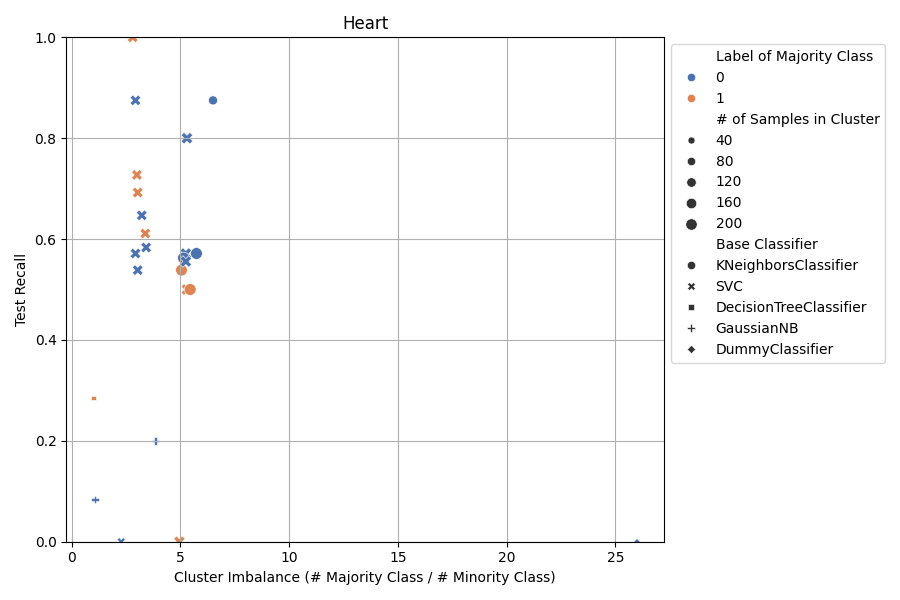 Heart
1.0
0.8
0.6
0.4
0.2
0.0
Test Recall
0
5
10
15
20
25
Cluster Imbalance (# Majority Class / # Minority Class)
Label of Majority Class
0
1
# of Samples in Cluster
40
80
120
160
200
Base Classifier
KNeighborsClassifier
SVC
DecisionTreeClassifier
GaussianNB
DummyClassifier